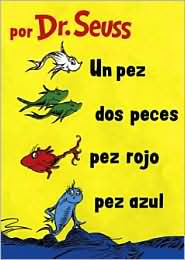 por Dr. Seuss
Un pez
dos peces
pez rojo
pez azul